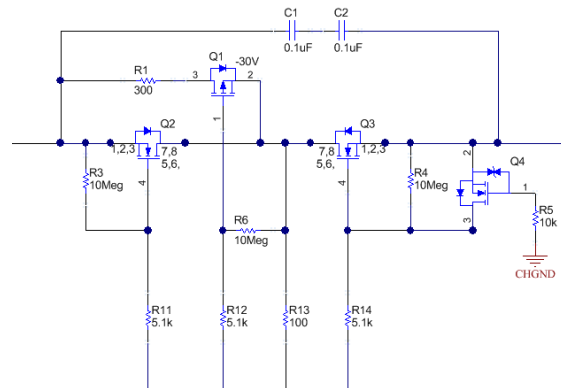 C1 C2
0.1uF 0.1uF
R1 3 Q1 -30V 2
300
1
Q2 Q3
1,2,3 7,8 7,8 1,2,3
5,6, 5,6,
4 4
R3
10Meg
R4
10Meg
2 Q4
1
3
R5
10k
CHGND
R6
10Meg
R11 R12 R13 R14
5.1k 5.1k 100 5.1k